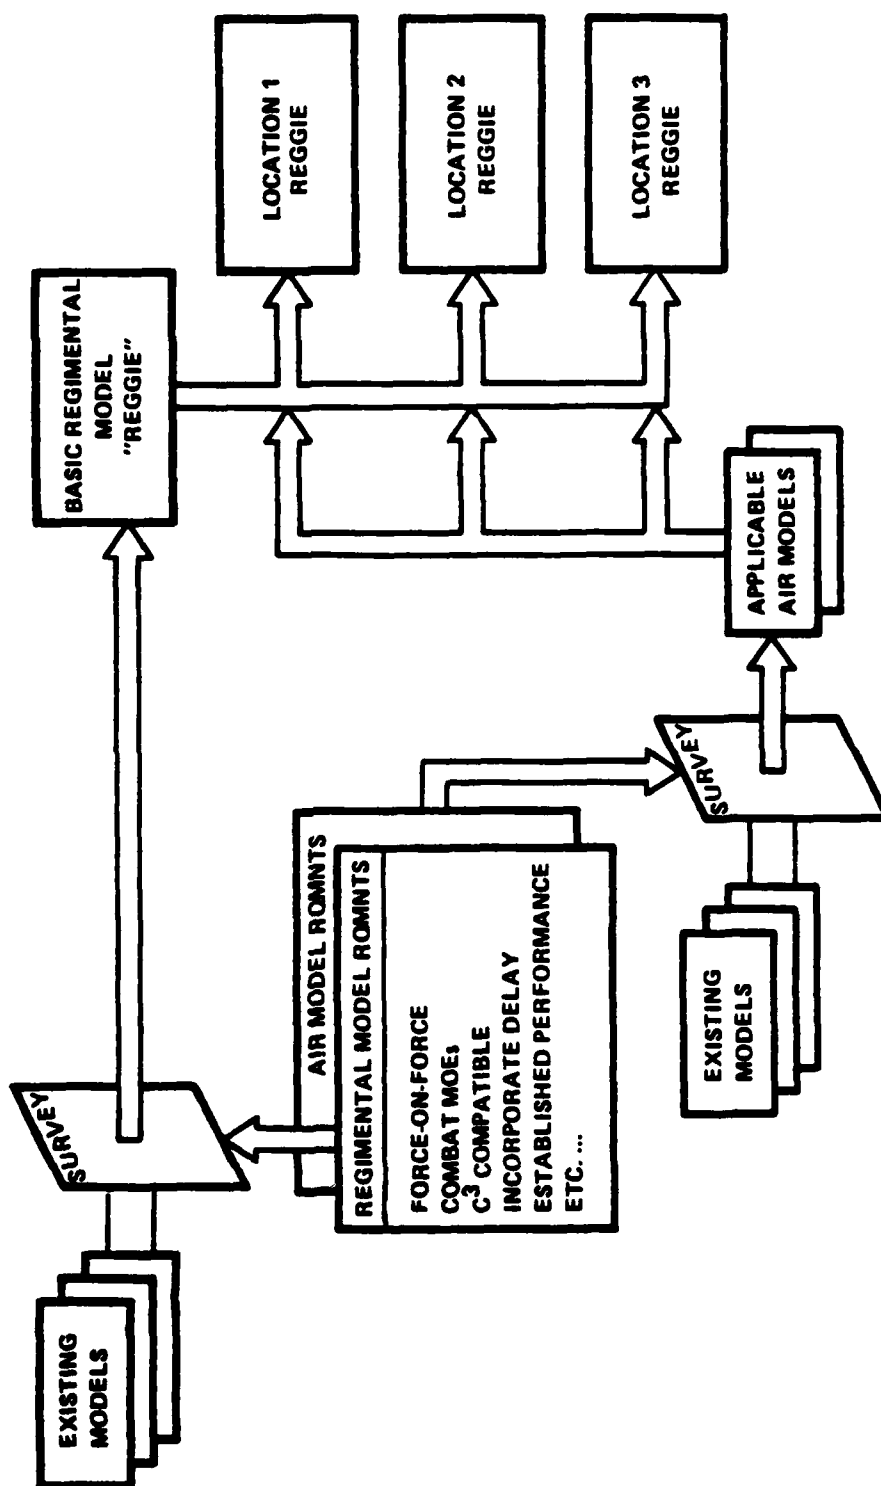 EXISTING
MODELS
SURVEY
BASIC REGIMENTAL
MODEL
"REGGIE"
AIR MODEL RQMNTS
REGIMENTAL MODEL RQMNTS
FORCE-ON-FORCE
COMBAT MOEs
C³ COMPATIBLE
INCORPORATE DELAY
ESTABLISHED PERFORMANCE
ETC. ...
LOCATION 1
REGGIE
LOCATION 2
REGGIE
LOCATION 3
REGGIE
EXISTING
MODELS
SURVEY
APPLICABLE
AIR MODELS